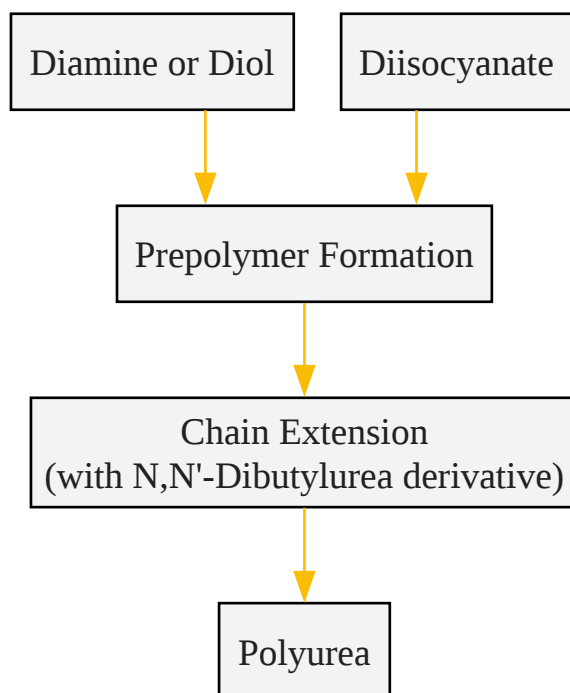 Diamine or Diol
Diisocyanate
Prepolymer Formation
Chain Extension
(with N,N'-Dibutylurea derivative)
Polyurea